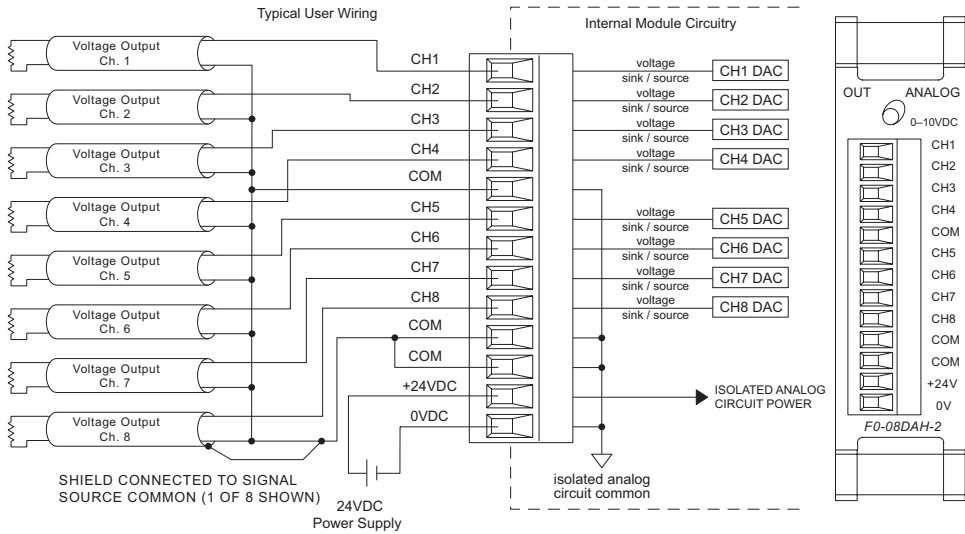 Typical User Wiring
Internal Module Circuitry
Voltage Output
Ch. 1
Voltage Output
Ch. 2
Voltage Output
Ch. 3
Voltage Output
Ch. 4
Voltage Output
Ch. 5
Voltage Output
Ch. 6
Voltage Output
Ch. 7
Voltage Output
Ch. 8
SHIELD CONNECTED TO SIGNAL
SOURCE COMMON (1 OF 8 SHOWN)
CH1
CH2
CH3
CH4
COM
CH5
CH6
CH7
CH8
COM
COM
+24VDC
0VDC
24VDC
Power Supply
voltage
sink / source
CH1 DAC
voltage
sink / source
CH2 DAC
voltage
sink / source
CH3 DAC
voltage
sink / source
CH4 DAC
voltage
sink / source
CH5 DAC
voltage
sink / source
CH6 DAC
voltage
sink / source
CH7 DAC
voltage
sink / source
CH8 DAC
ISOLATED ANALOG
CIRCUIT POWER
isolated analog
circuit common
OUT ANALOG
0–10VDC
CH1
CH2
CH3
CH4
COM
CH5
CH6
CH7
CH8
COM
COM
+24V
0V
F0-08DAH-2